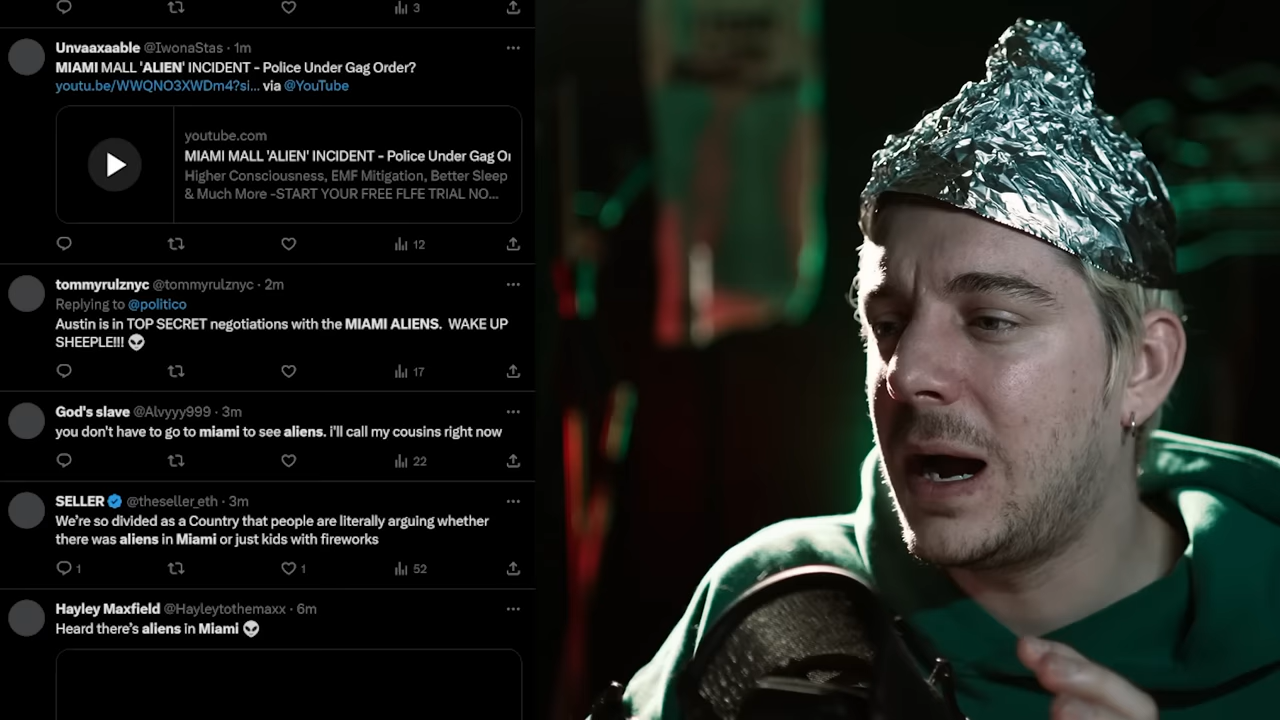 3
Unvaaxaable @IwonaStas · 1m
MIAMI MALL 'ALIEN' INCIDENT - Police Under Gag Order?
youtu.be/WWQNO3XWDm4?si... via @YouTube
youtube.com
MIAMI MALL 'ALIEN' INCIDENT - Police Under Gag Or
Higher Consciousness, EMF Mitigation, Better Sleep
& Much More -START YOUR FREE FLFE TRIAL NO...
12
tommyrulznyc @tommyrulznyc · 2m
Replying to @politico
Austin is in TOP SECRET negotiations with the MIAMI ALIENS. WAKE UP
SHEEPLE!!! 👽
17
God's slave @Alvyyy999 · 3m
you don't have to go to miami to see aliens. i'll call my cousins right now
22
SELLER @theseller_eth · 3m
We're so divided as a Country that people are literally arguing whether
there was aliens in Miami or just kids with fireworks
1 1 52
Hayley Maxfield @Hayleytothemaxx · 6m
Heard there's aliens in Miami 👽